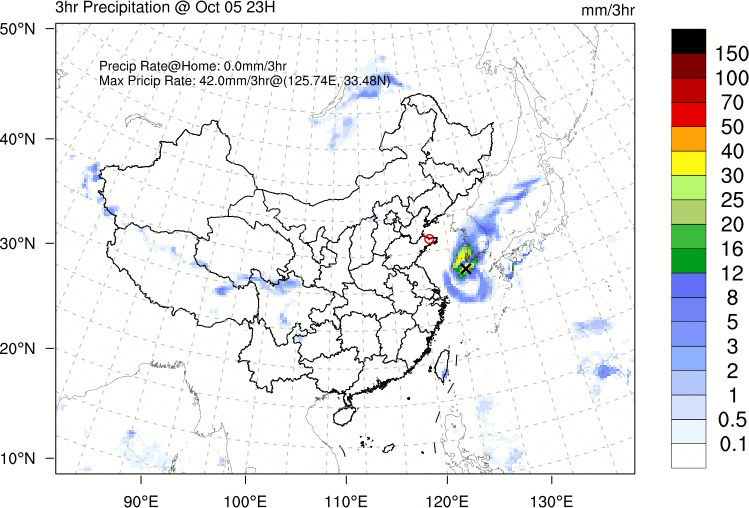 3hr Precipitation @ Oct 05 23H
mm/3hr
Precip Rate@Home: 0.0mm/3hr
Max Pricip Rate: 42.0mm/3hr@(125.74E, 33.48N)
50°N
40°N
30°N
20°N
10°N
90°E
100°E
110°E
120°E
130°E
150
100
70
50
40
30
25
20
16
12
8
5
3
2
1
0.5
0.1